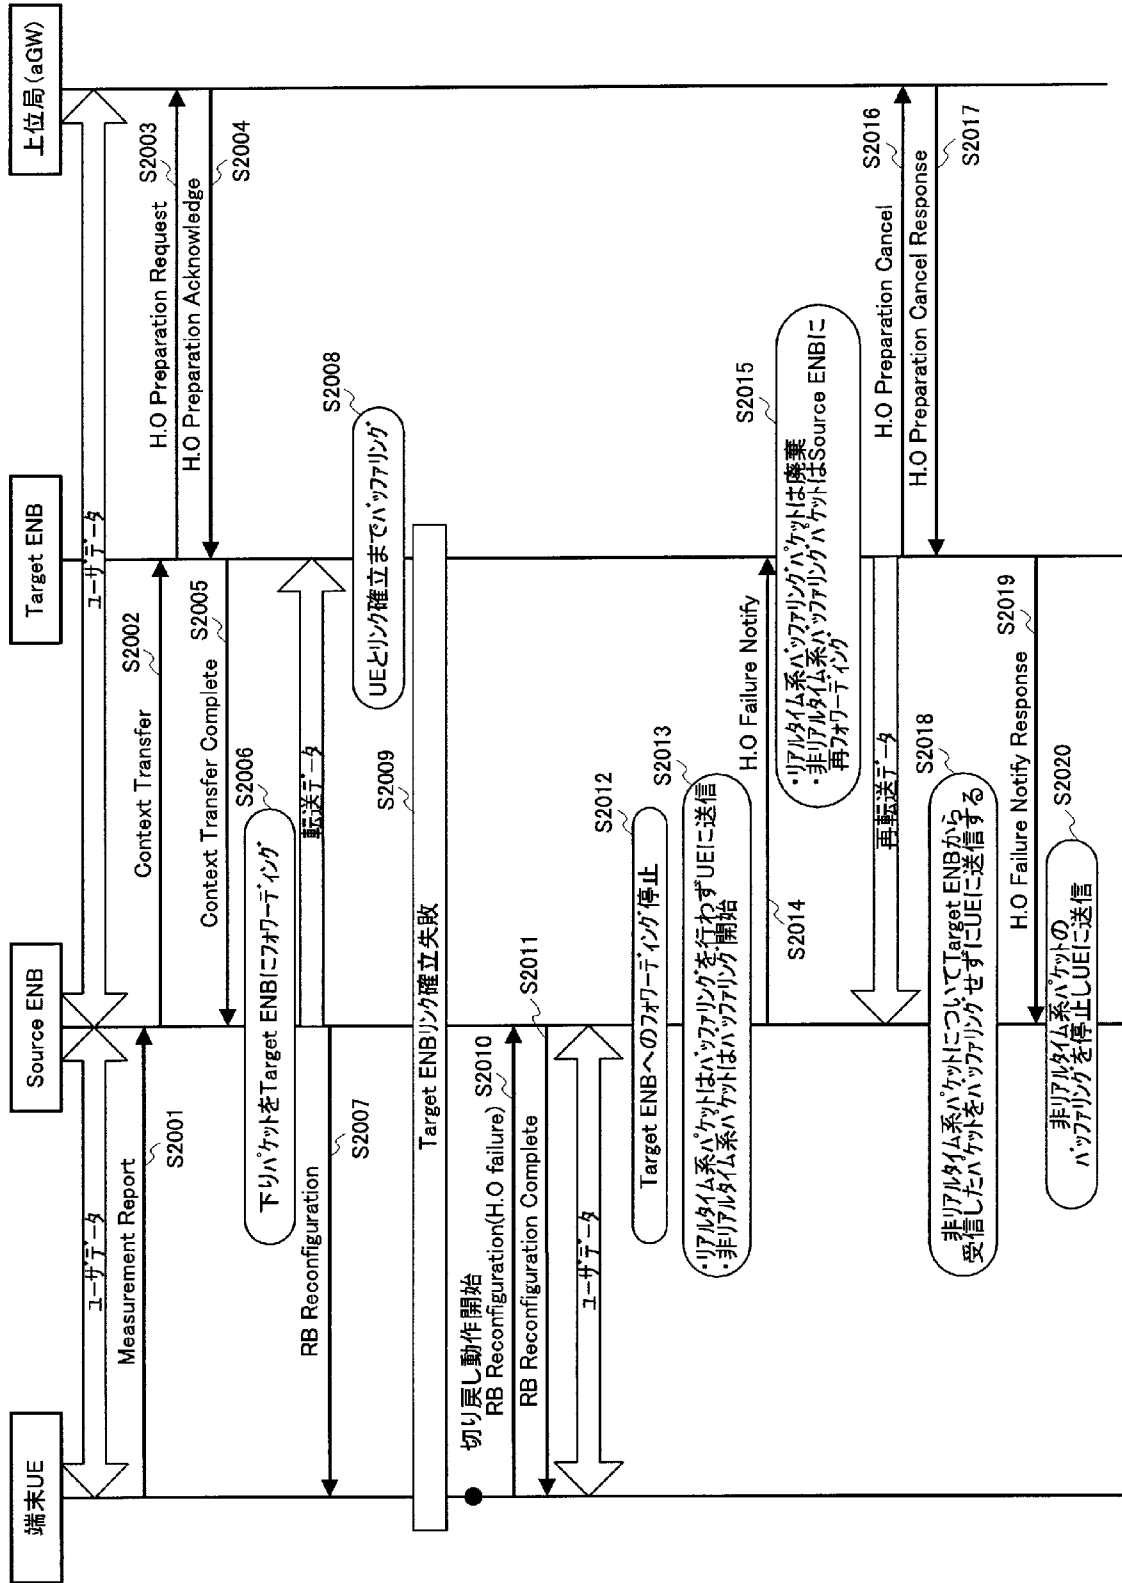 端末UE
Source ENB
Target ENB
上位局(aGW)
ユーザデータ
ユーザデータ
Measurement Report
S2001
Context Transfer
S2002
H.O Preparation Request
S2003
H.O Preparation Acknowledge
S2004
Context Transfer Complete
S2005
下りパケットをTarget ENBにフォワーディング
S2006
転送データ
RB Reconfiguration
S2007
UEとリンク確立までバッファリング
S2008
Target ENBリンク確立失敗
S2009
切り戻し動作開始
RB Reconfiguration(H.O failure)
S2010
RB Reconfiguration Complete
S2011
ユーザデータ
Target ENBへのフォワーディング停止
S2012
・リアルタイム系パケットはバッファリングを行わずUEに送信
・非リアルタイム系パケットはバッファリング開始
S2013
H.O Failure Notify
S2014
・リアルタイム系バッファリングパケットは廃棄
・非リアルタイム系バッファリングパケットはSource ENBに
再フォワーディング
S2015
再転送データ
H.O Preparation Cancel
S2016
H.O Preparation Cancel Response
S2017
非リアルタイム系パケットについてTarget ENBから
受信したパケットをバッファリングせずにUEに送信する
S2018
H.O Failure Notify Response
S2019
非リアルタイム系パケットの
バッファリングを停止しUEに送信
S2020